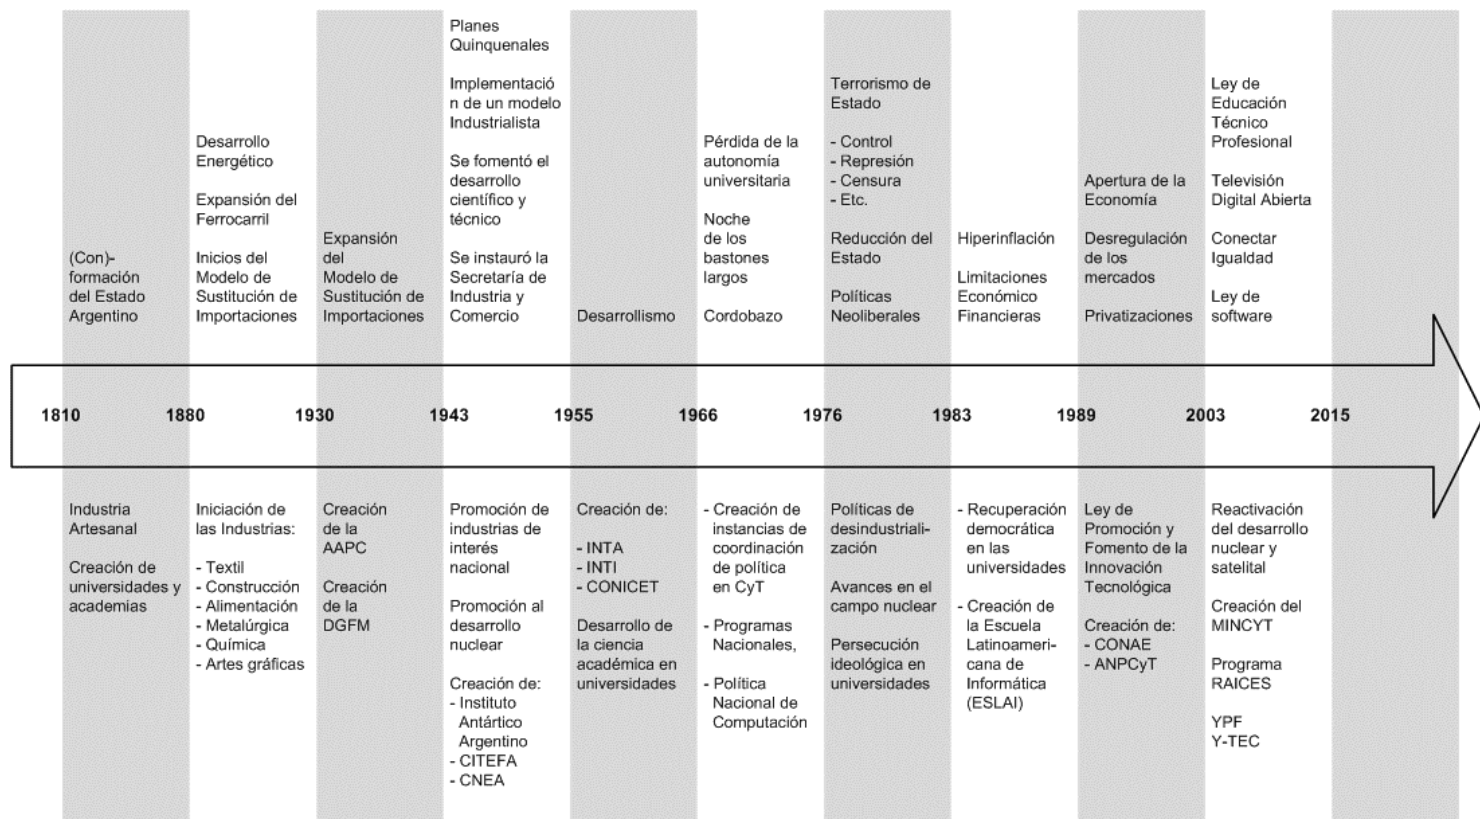 (Con)-
formación
del Estado
Argentino
Desarrollo
Energético
Expansión del
Ferrocarril
Inicios del
Modelo de
Sustitución de
Importaciones
Expansión
del
Modelo de
Sustitución de
Importaciones
Planes
Quinquenales
Implementació
n de un modelo
Industrialista
Se fomentó el
desarrollo
científico y
técnico
Se instauró la
Secretaría de
Industria y
Comercio
Desarrollismo
Pérdida de la
autonomía
universitaria
Noche
de los
bastones
largos
Cordobazo
Terrorismo de
Estado
- Control
- Represión
- Censura
- Etc.
Reducción del
Estado
Políticas
Neoliberales
Hiperinflación
Limitaciones
Económico
Financieras
Apertura de la
Economía
Desregulación
de los
mercados
Privatizaciones
Ley de
Educación
Técnico
Profesional
Televisión
Digital Abierta
Conectar
Igualdad
Ley de
software
1810 1880 1930 1943 1955 1966 1976 1983 1989 2003 2015
Industria
Artesanal
Creación de
universidades y
academias
Iniciación de
las Industrias:
- Textil
- Construcción
- Alimentación
- Metalúrgica
- Química
- Artes gráficas
Creación
de la
AAPC
Creación
de la
DGFM
Promoción de
industrias de
interés
nacional
Promoción al
desarrollo
nuclear
Creación de:
- Instituto
Antártico
Argentino
- CITEFA
- CNEA
Creación de:
- INTA
- INTI
- CONICET
Desarrollo de
la ciencia
académica en
universidades
- Creación de
instancias de
coordinación
de política
en CyT
- Programas
Nacionales,
- Política
Nacional de
Computación
Políticas de
desindustriali-
zación
Avances en el
campo nuclear
Persecución
ideológica en
universidades
- Recuperación
democrática
en las
universidades
- Creación de
la Escuela
Latinoameri-
cana de
Informática
(ESLAI)
Ley de
Promoción y
Fomento de la
Innovación
Tecnológica
Creación de:
- CONAE
- ANPCyT
Reactivación
del desarrollo
nuclear y
satelital
Creación del
MINCYT
Programa
RAICES
YPF
Y-TEC